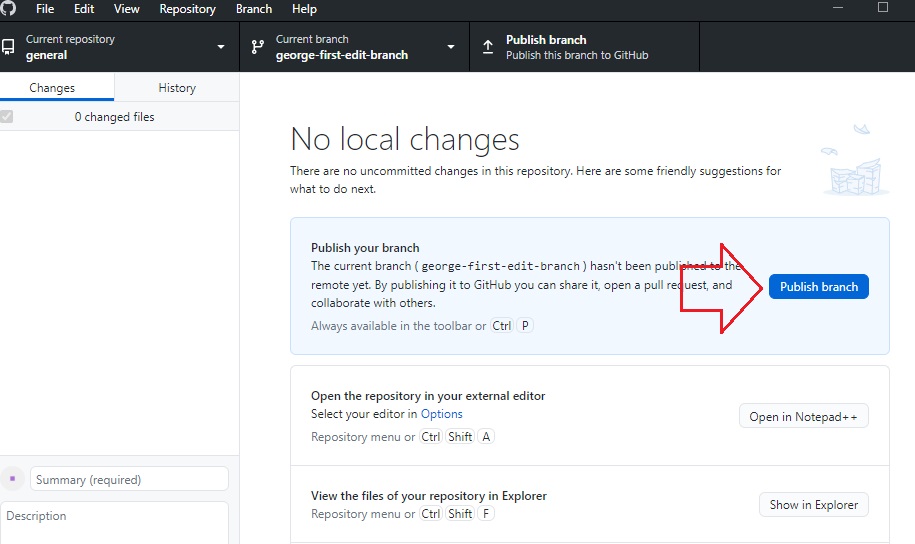 File Edit View Repository Branch Help
Current repository
general
Current branch
george-first-edit-branch
Publish branch
Publish this branch to GitHub
Changes History
0 changed files
No local changes
There are no uncommitted changes in this repository. Here are some friendly suggestions for
what to do next.
Publish your branch
The current branch ( george-first-edit-branch ) hasn't been published to the
remote yet. By publishing it to GitHub you can share it, open a pull request, and
collaborate with others.
Always available in the toolbar or Ctrl P
Publish branch
Open the repository in your external editor
Select your editor in Options
Repository menu or Ctrl Shift A
Open in Notepad++
View the files of your repository in Explorer
Repository menu or Ctrl Shift F
Show in Explorer
Summary (required)
Description